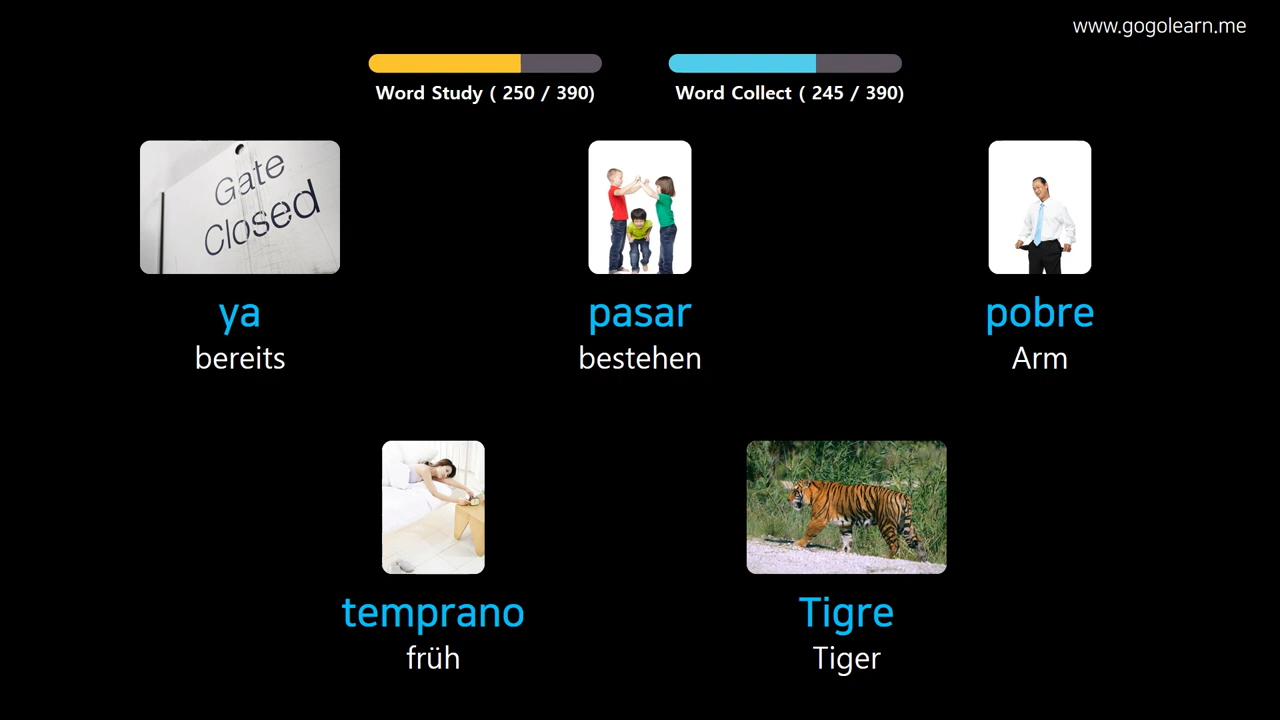 www.gogolearn.me
Word Study ( 250 / 390)
Word Collect ( 245 / 390)
Gate
Closed
ya
bereits
pasar
bestehen
pobre
Arm
temprano
früh
Tigre
Tiger